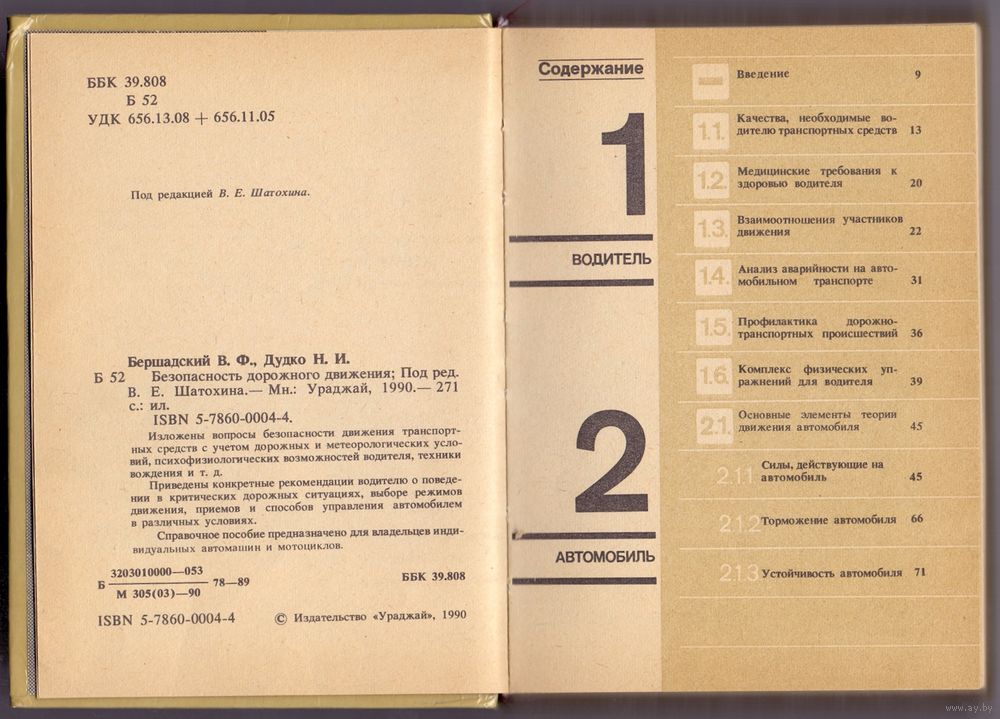 ББК 39.808
Б 52
УДК 656.13.08 + 656.11.05
Под редакцией В. Е. Шатохина.
Бершадский В. Ф., Дудко Н. И.
Б 52 Безопасность дорожного движения; Под ред.
В. Е. Шатохина.— Мн.: Ураджай, 1990.— 271
с.: ил.
ISBN 5-7860-0004-4.
Изложены вопросы безопасности движения транспорт-
ных средств с учетом дорожных и метеорологических усло-
вий, психофизиологических возможностей водителя, техники
вождения и т. д.
Приведены конкретные рекомендации водителю о поведе-
нии в критических дорожных ситуациях, выборе режимов
движения, приемов и способов управления автомобилем
в различных условиях.
Справочное пособие предназначено для владельцев инди-
видуальных автомашин и мотоциклов.
3203010000—053
Б 78—89
М 305(03)—90
ББК 39.808
ISBN 5-7860-0004-4 © Издательство «Ураджай», 1990
Содержание
1
ВОДИТЕЛЬ
2
АВТОМОБИЛЬ
Введение 9
1.1. Качества, необходимые во-
дителю транспортных средств 13
1.2. Медицинские требования к
здоровью водителя 20
1.3. Взаимоотношения участников
движения 22
1.4. Анализ аварийности на авто-
мобильном транспорте 31
1.5. Профилактика дорожно-
транспортных происшествий 36
1.6. Комплекс физических уп-
ражнений для водителя 39
2.1. Основные элементы теории
движения автомобиля 45
2.1.1. Силы, действующие на
автомобиль 45
2.1.2 Торможение автомобиля 66
2.1.3 Устойчивость автомобиля 71
www.ay.by